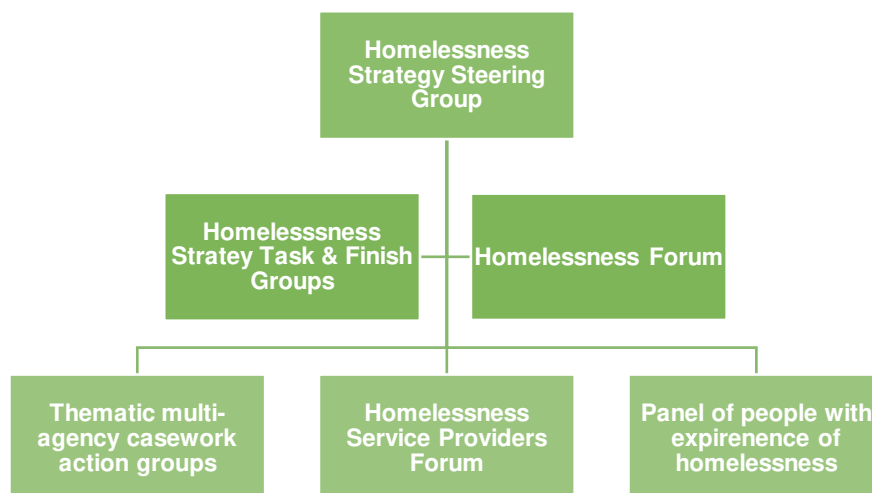 Homelessness
Strategy Steering
Group
Homelesssness
Stratey Task & Finish
Groups
Homelessness Forum
Thematic multi-
agency casework
action groups
Homelessness
Service Providers
Forum
Panel of people with
expirenence of
homelessness